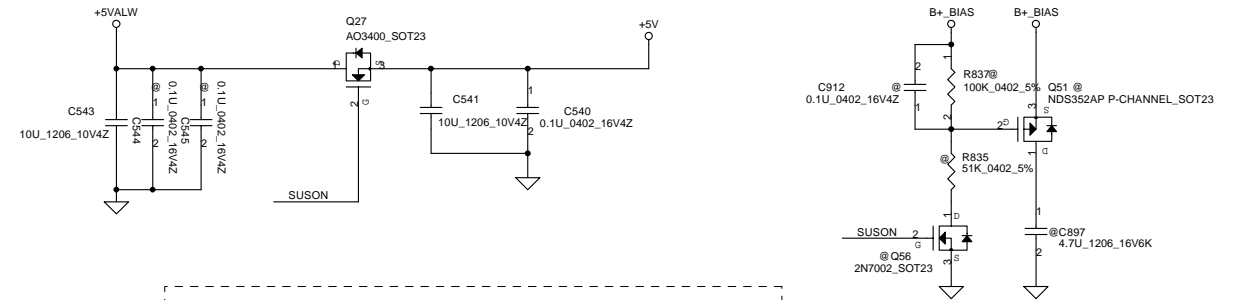 +5VALW
Q27
AO3400_SOT23
+5V
1
D
S
3
G
2
C543
10U_1206_10V4Z
@
1
C544
2
0.1U_0402_16V4Z
@
1
C545
2
0.1U_0402_16V4Z
C541
10U_1206_10V4Z
1
2
C540
0.1U_0402_16V4Z
SUSON
B+_BIAS
B+_BIAS
2
1
C912
@
0.1U_0402_16V4Z
1
2
R837@
100K_0402_5%
Q51 @
NDS352AP P-CHANNEL_SOT23
3
S
2
G
1
D
@
R835
51K_0402_5%
SUSON
2
G
1
D
3
S
@Q56
2N7002_SOT23
1
2
@C897
4.7U_1206_16V6K